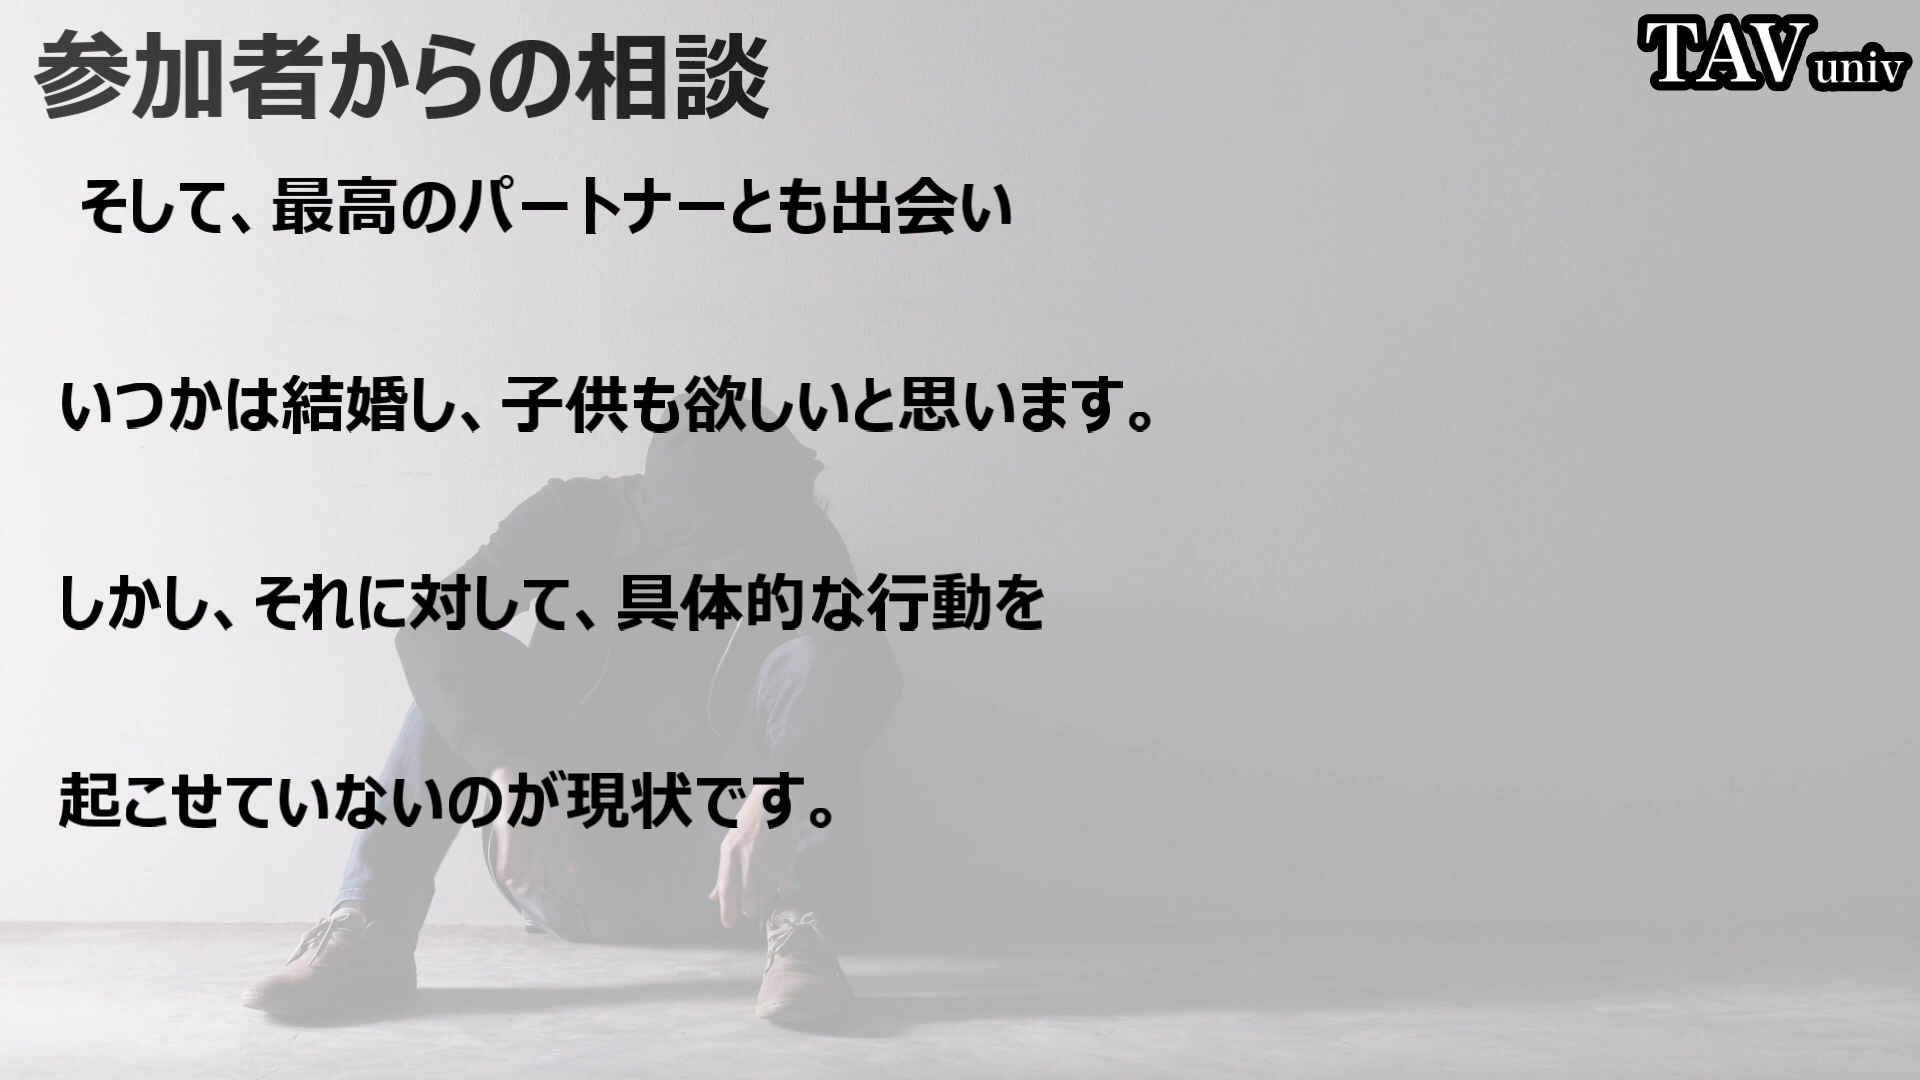 参加者からの相談
TAV univ
そして、最高のパートナーとも出会い
いつかは結婚し、子供も欲しいと思います。
しかし、それに対して、具体的な行動を
起こせていないのが現状です。